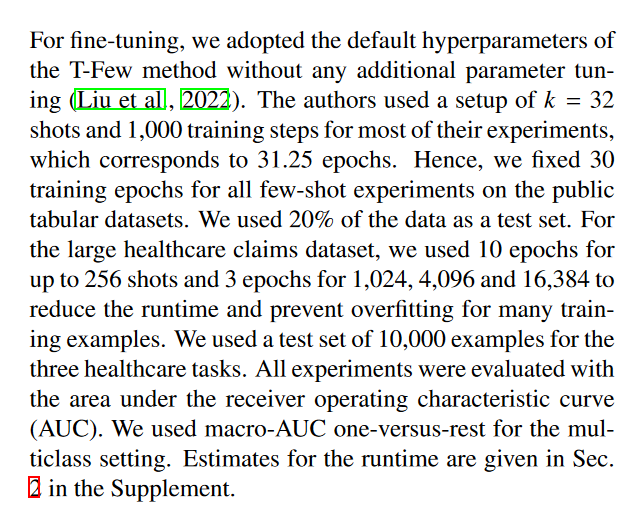 For fine-tuning, we adopted the default hyperparameters of
the T-Few method without any additional parameter tun-
ing (Liu et al., 2022). The authors used a setup of k = 32
shots and 1,000 training steps for most of their experiments,
which corresponds to 31.25 epochs. Hence, we fixed 30
training epochs for all few-shot experiments on the public
tabular datasets. We used 20% of the data as a test set. For
the large healthcare claims dataset, we used 10 epochs for
up to 256 shots and 3 epochs for 1,024, 4,096 and 16,384 to
reduce the runtime and prevent overfitting for many train-
ing examples. We used a test set of 10,000 examples for the
three healthcare tasks. All experiments were evaluated with
the area under the receiver operating characteristic curve
(AUC). We used macro-AUC one-versus-rest for the mul-
ticlass setting. Estimates for the runtime are given in Sec.
2 in the Supplement.